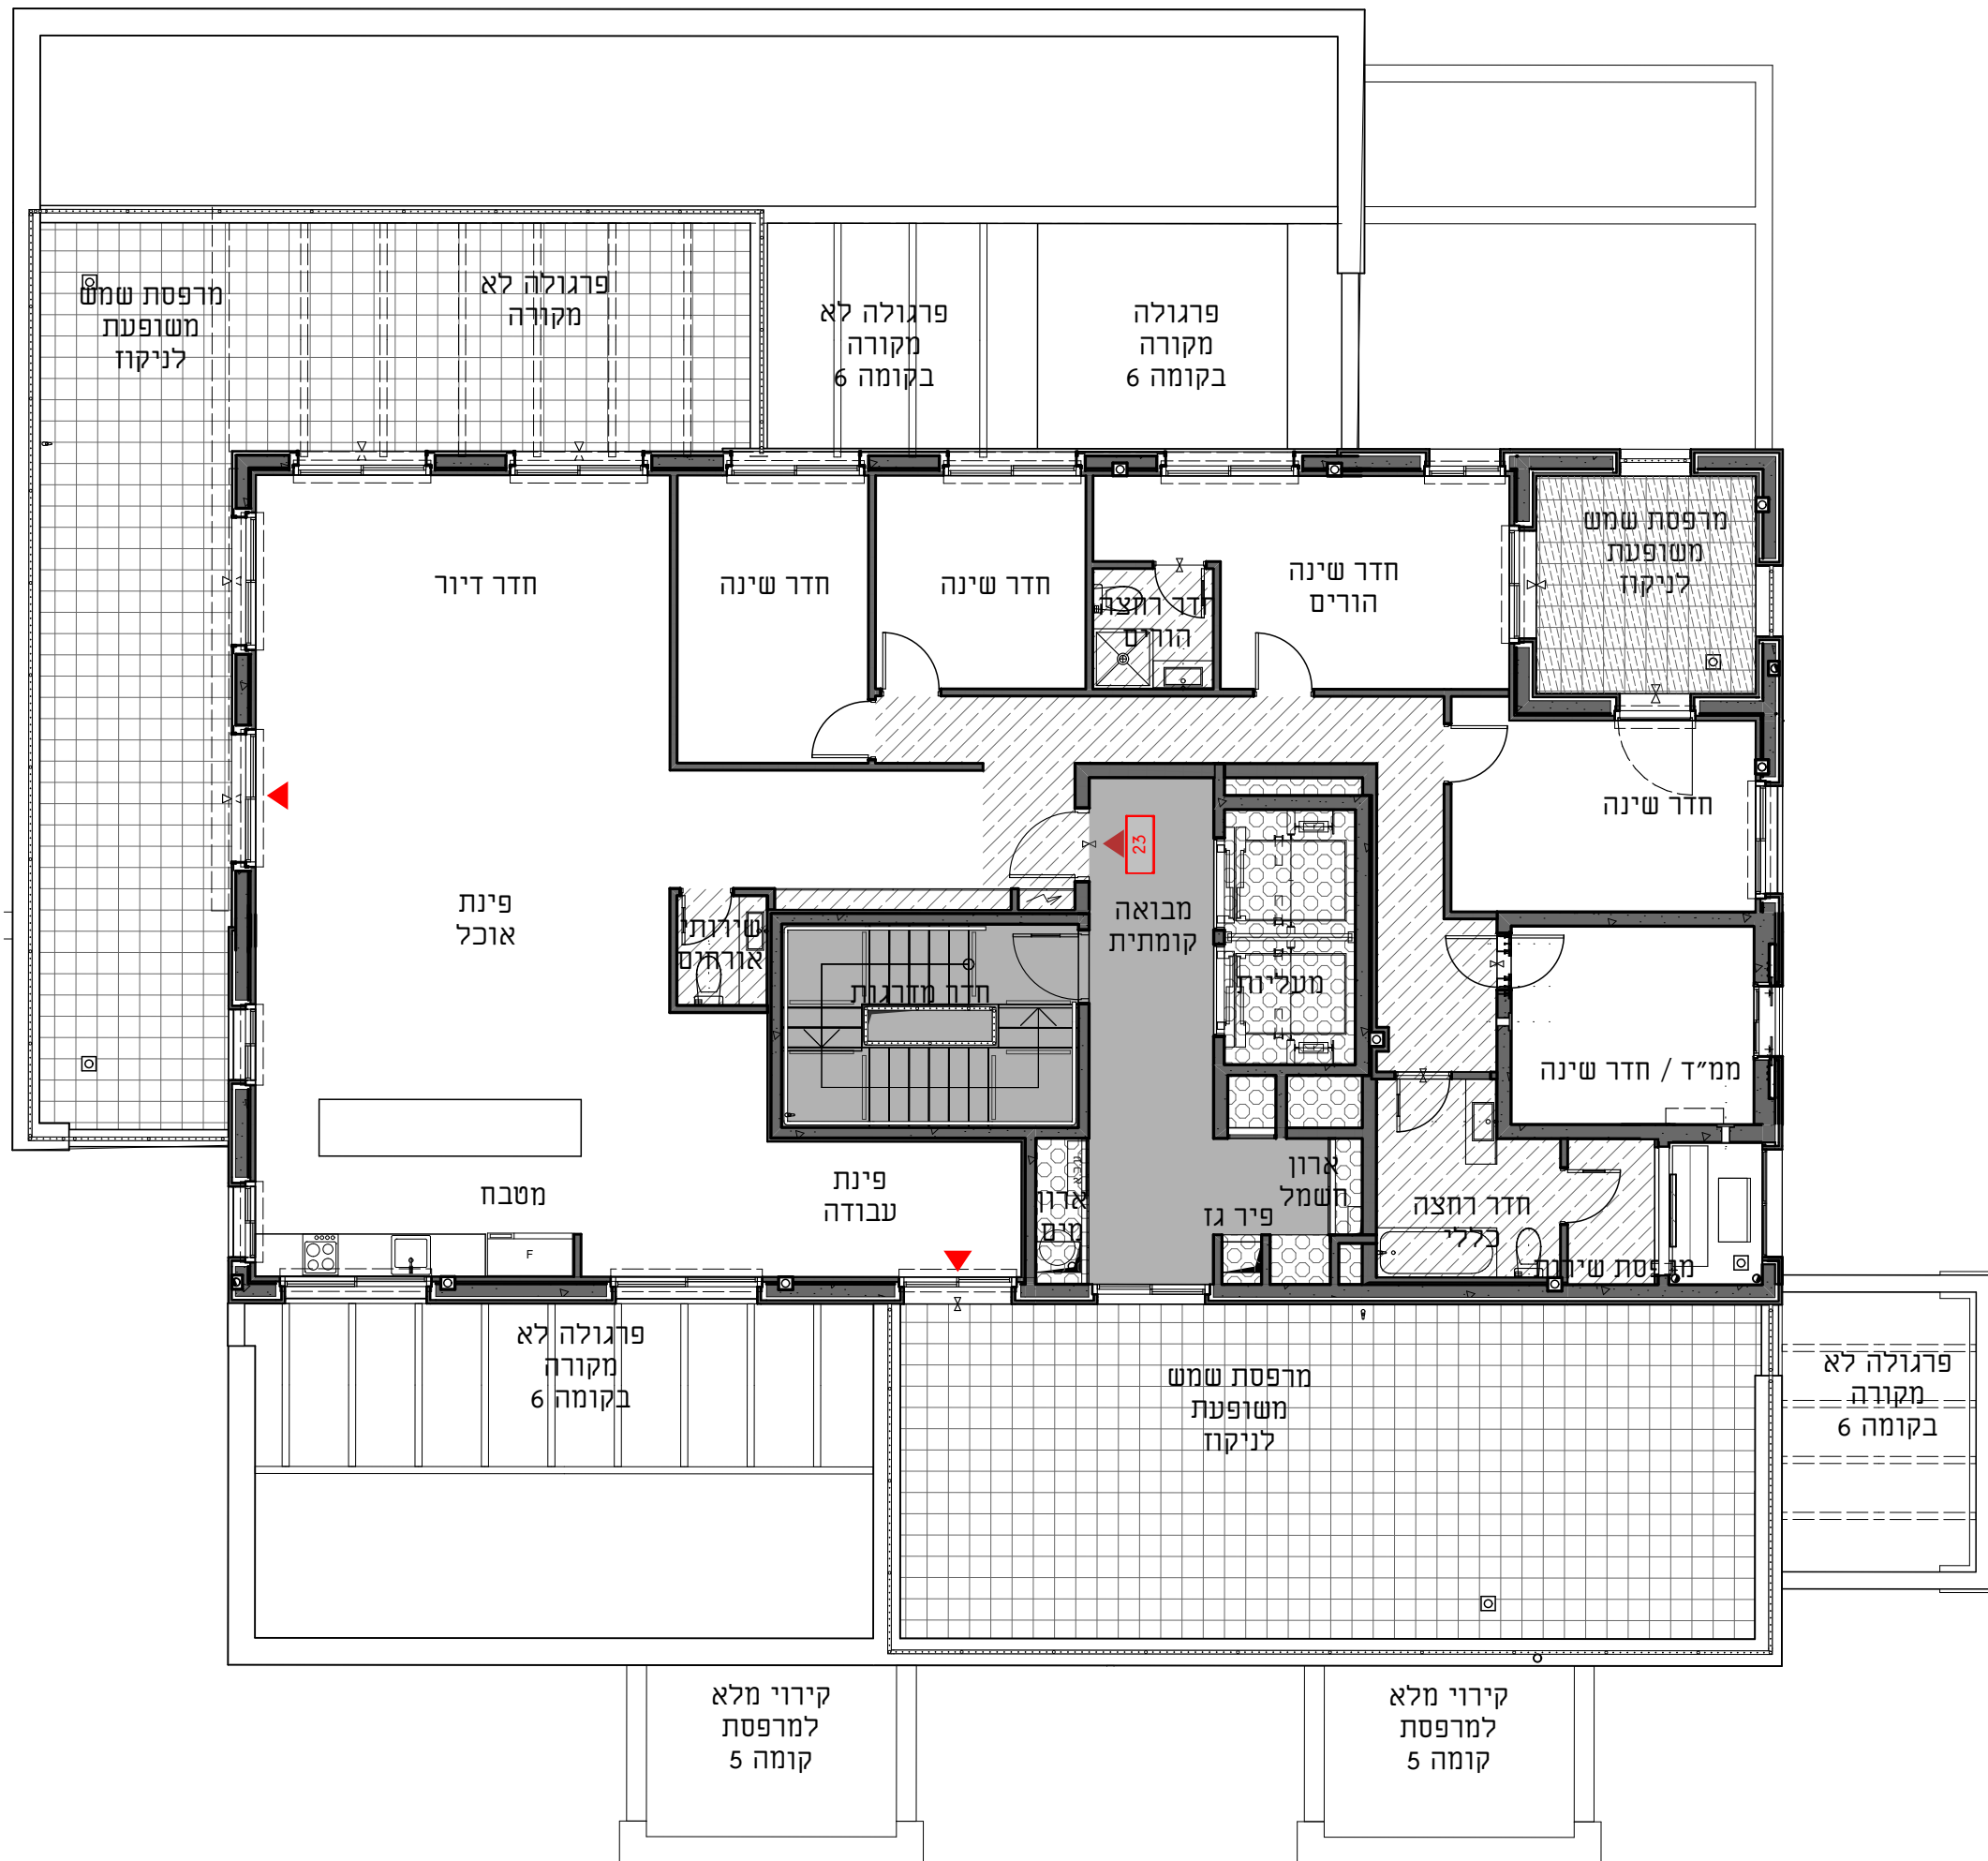 מרפסת שמש
משופעת
לניקוז
פרגולה לא
מקורה
פרגולה לא
מקורה
בקומה 6
פרגולה
מקורה
בקומה 6
מרפסת שמש
משופעת
לניקוז
חדר דיור
חדר שינה
חדר שינה
חדר רחצה
הורים
חדר שינה
הורים
חדר שינה
23
פינת
אוכל
שירותי
אורחים
מבואה
קומתית
חדר מדרגות
מעליות
ממ״ד / חדר שינה
מטבח
F
פינת
עבודה
ארון
מים
ארון
חשמל
פיר גז
חדר רחצה
כללי
מרפסת שירות
פרגולה לא
מקורה
בקומה 6
מרפסת שמש
משופעת
לניקוז
פרגולה לא
מקורה
בקומה 6
קירוי מלא
למרפסת
קומה 5
קירוי מלא
למרפסת
קומה 5